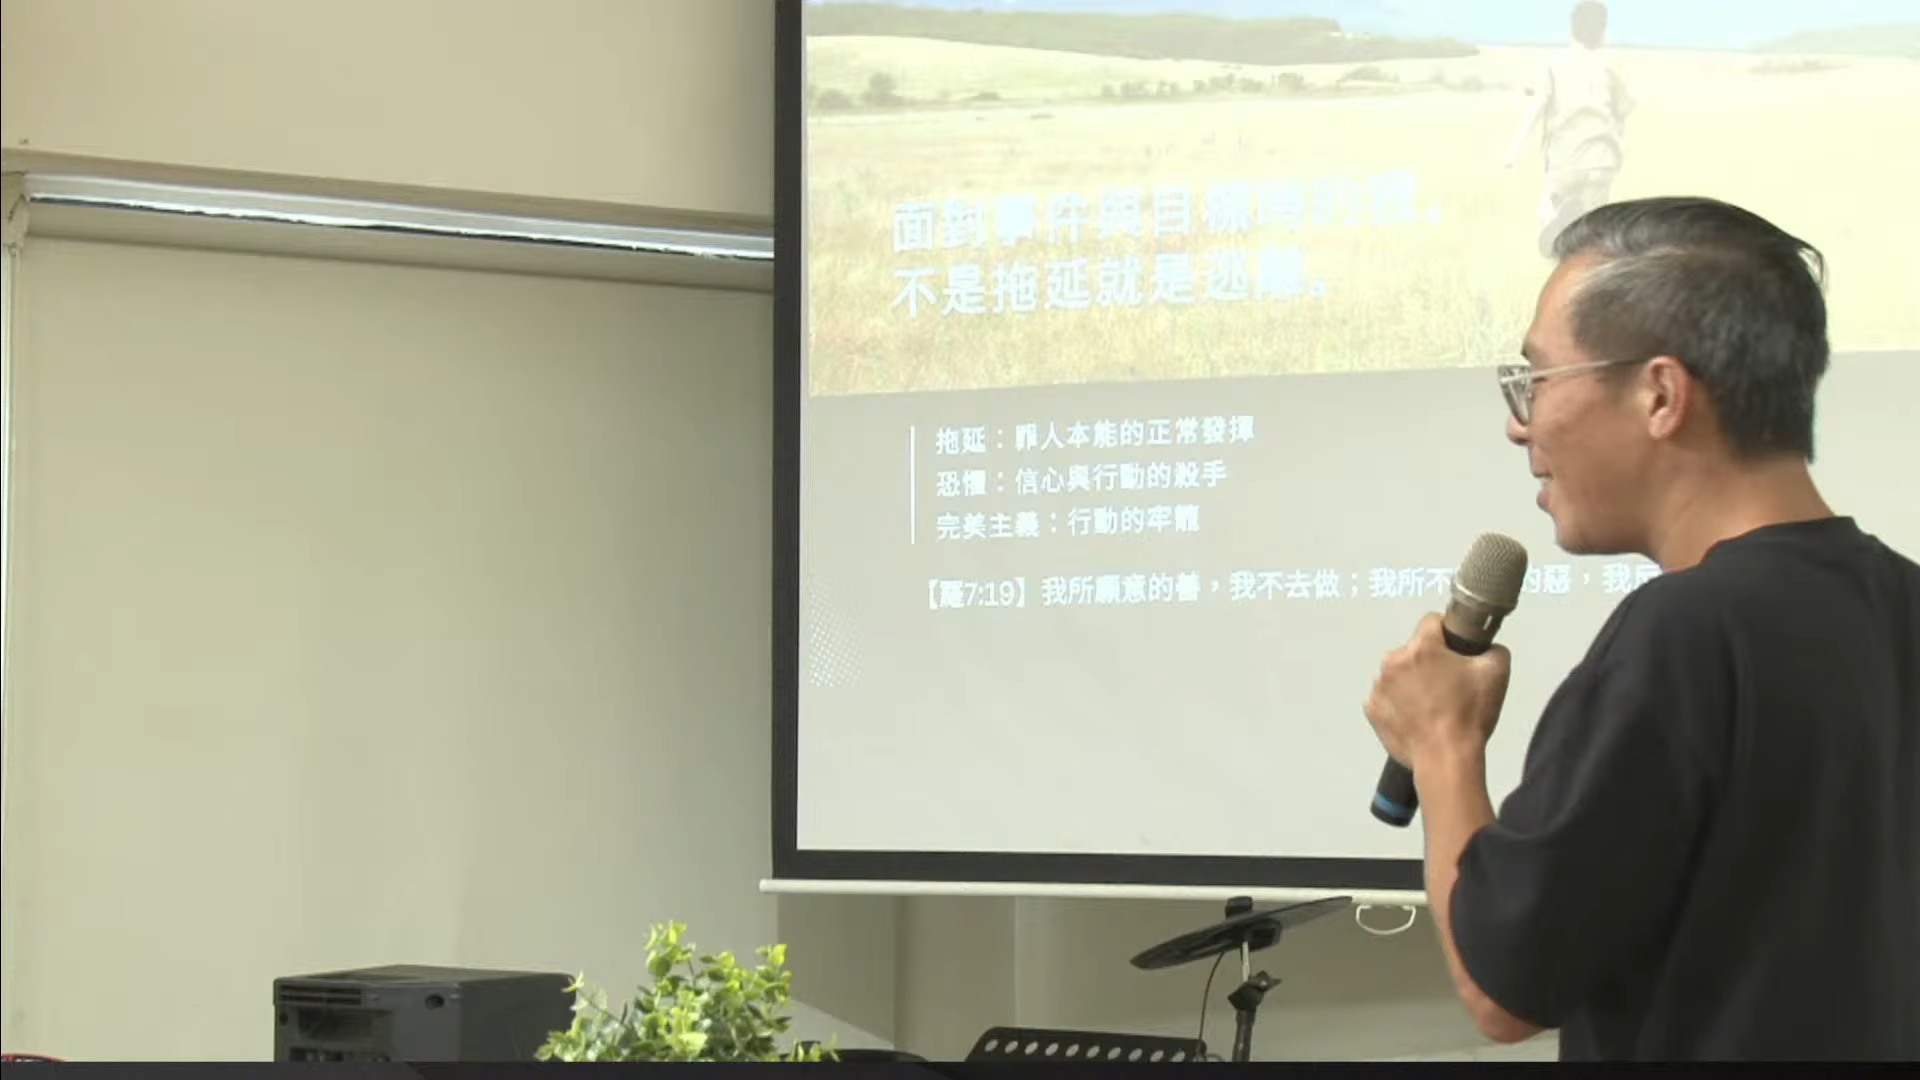 面對事件與目標時的我，
不是拖延就是逃離。
拖延：罪人本能的正常發揮
恐懼：信心與行動的殺手
完美主義：行動的牢籠
【羅7:19】我所願意的善，我不去做；我所不 的惡，我